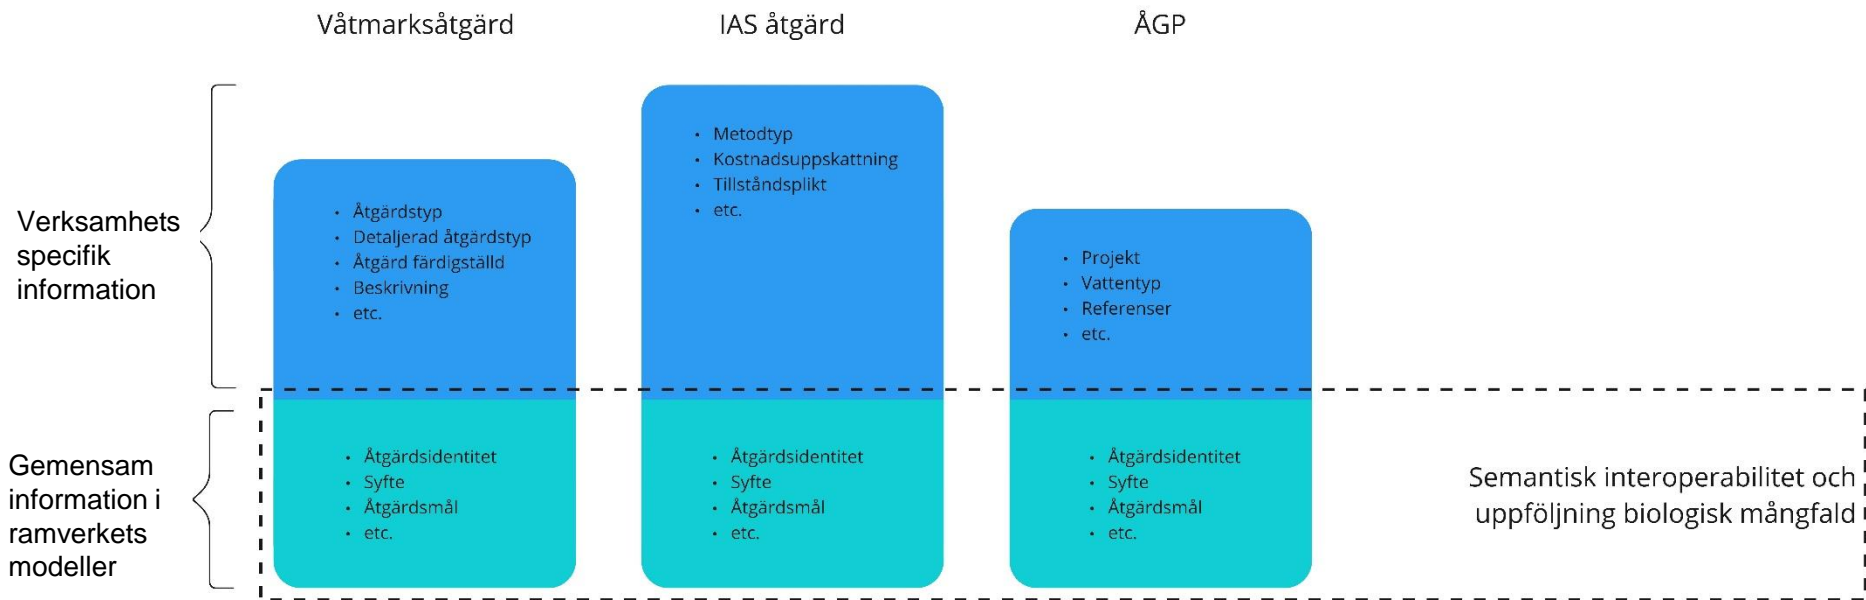 Våtmarksåtgärd
IAS åtgärd
ÅGP
Verksamhets
specifik
information
• Åtgärdstyp
• Detaljerad åtgärdstyp
• Åtgärd färdigställd
• Beskrivning
• etc.
• Metodtyp
• Kostnadsuppskattning
• Tillståndsplikt
• etc.
• Projekt
• Vattentyp
• Referenser
• etc.
Gemensam
information i
ramverkets
modeller
• Åtgärdsidentitet
• Syfte
• Åtgärdsmål
• etc.
• Åtgärdsidentitet
• Syfte
• Åtgärdsmål
• etc.
• Åtgärdsidentitet
• Syfte
• Åtgärdsmål
• etc.
Semantisk interoperabilitet och
uppföljning biologisk mångfald